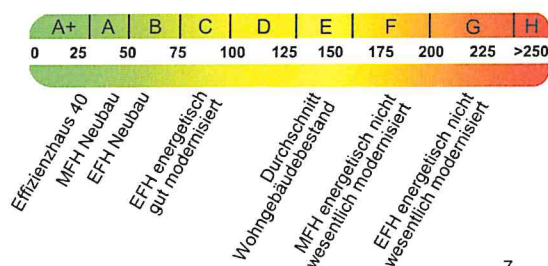 A+ A B C D E F G H
0 25 50 75 100 125 150 175 200 225 >250
Effizienzhaus 40
MFH Neubau
EFH Neubau
EFH energetisch
gut modernisiert
Durchschnitt
Wohngebäudebestand
MFH energetisch nicht
wesentlich modernisiert
EFH energetisch nicht
wesentlich modernisiert